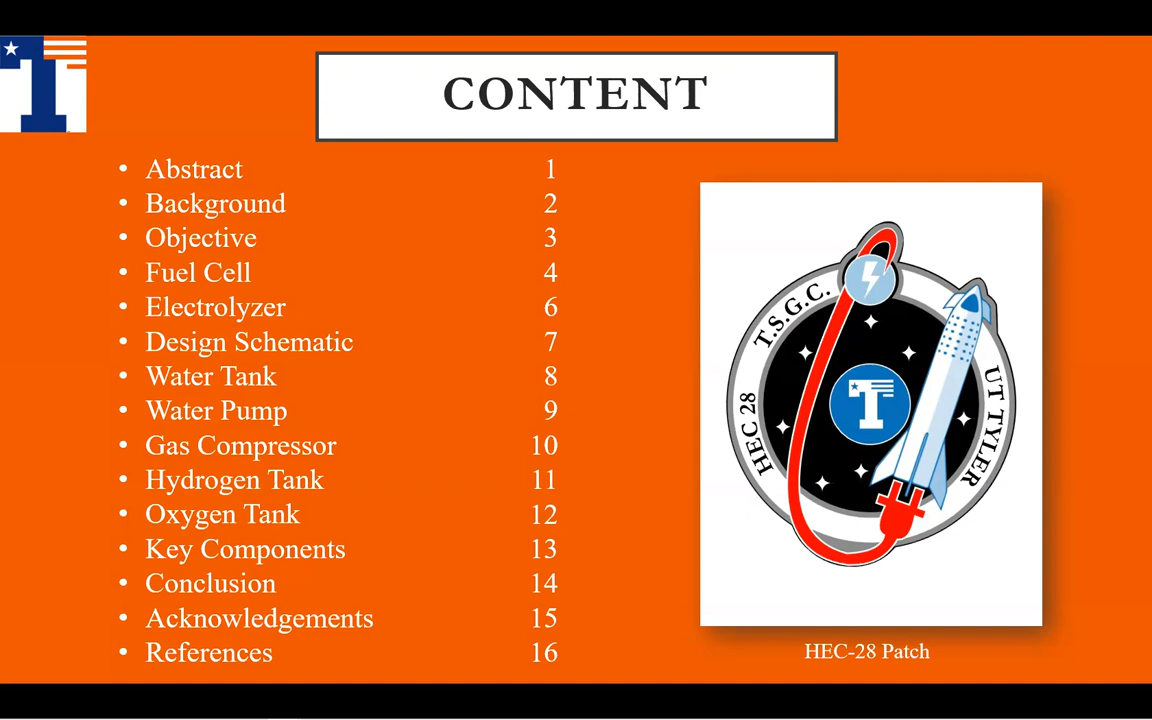 CONTENT
• Abstract 1
• Background 2
• Objective 3
• Fuel Cell 4
• Electrolyzer 6
• Design Schematic 7
• Water Tank 8
• Water Pump 9
• Gas Compressor 10
• Hydrogen Tank 11
• Oxygen Tank 12
• Key Components 13
• Conclusion 14
• Acknowledgements 15
• References 16
T
T.S.G.C.
HEC 28
T
UT TYLER
HEC-28 Patch